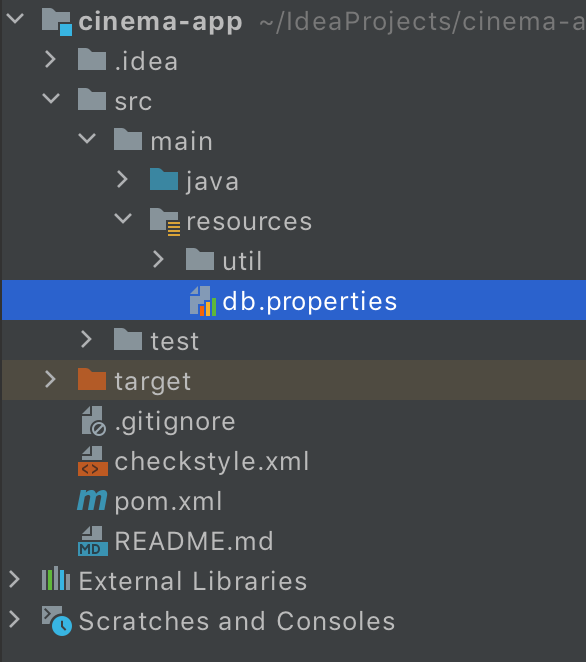 cinema-app ~/IdeaProjects/cinema-a
.idea
src
main
java
resources
util
db.properties
test
target
.gitignore
checkstyle.xml
m pom.xml
MD README.md
External Libraries
Scratches and Consoles